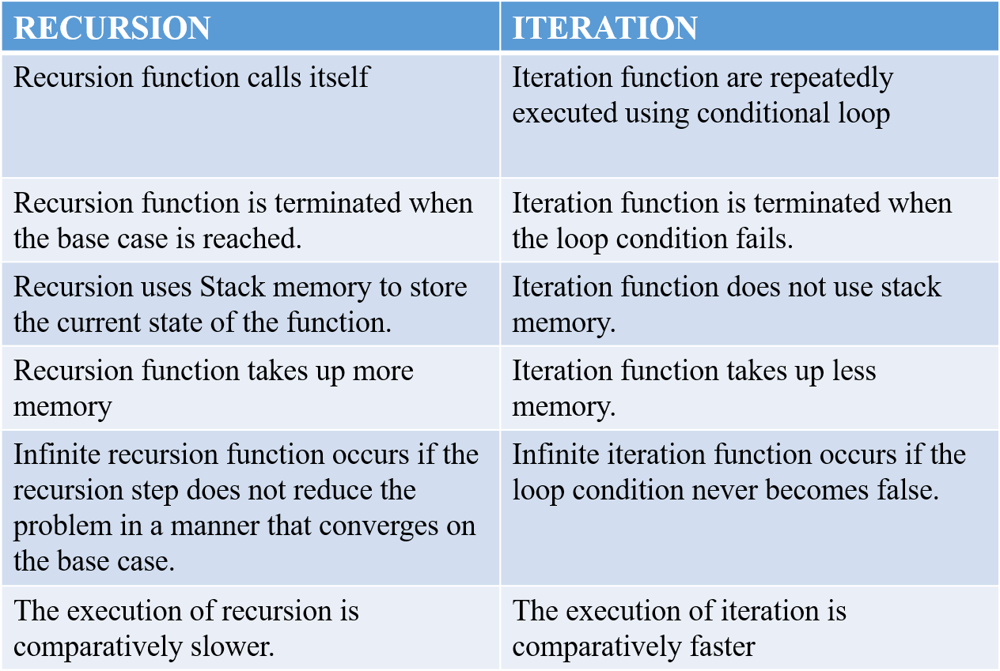 RECURSION
ITERATION
Recursion function calls itself
Iteration function are repeatedly
executed using conditional loop
Recursion function is terminated when
the base case is reached.
Iteration function is terminated when
the loop condition fails.
Recursion uses Stack memory to store
the current state of the function.
Iteration function does not use stack
memory.
Recursion function takes up more
memory
Iteration function takes up less
memory.
Infinite recursion function occurs if the
recursion step does not reduce the
problem in a manner that converges on
the base case.
Infinite iteration function occurs if the
loop condition never becomes false.
The execution of recursion is
comparatively slower.
The execution of iteration is
comparatively faster